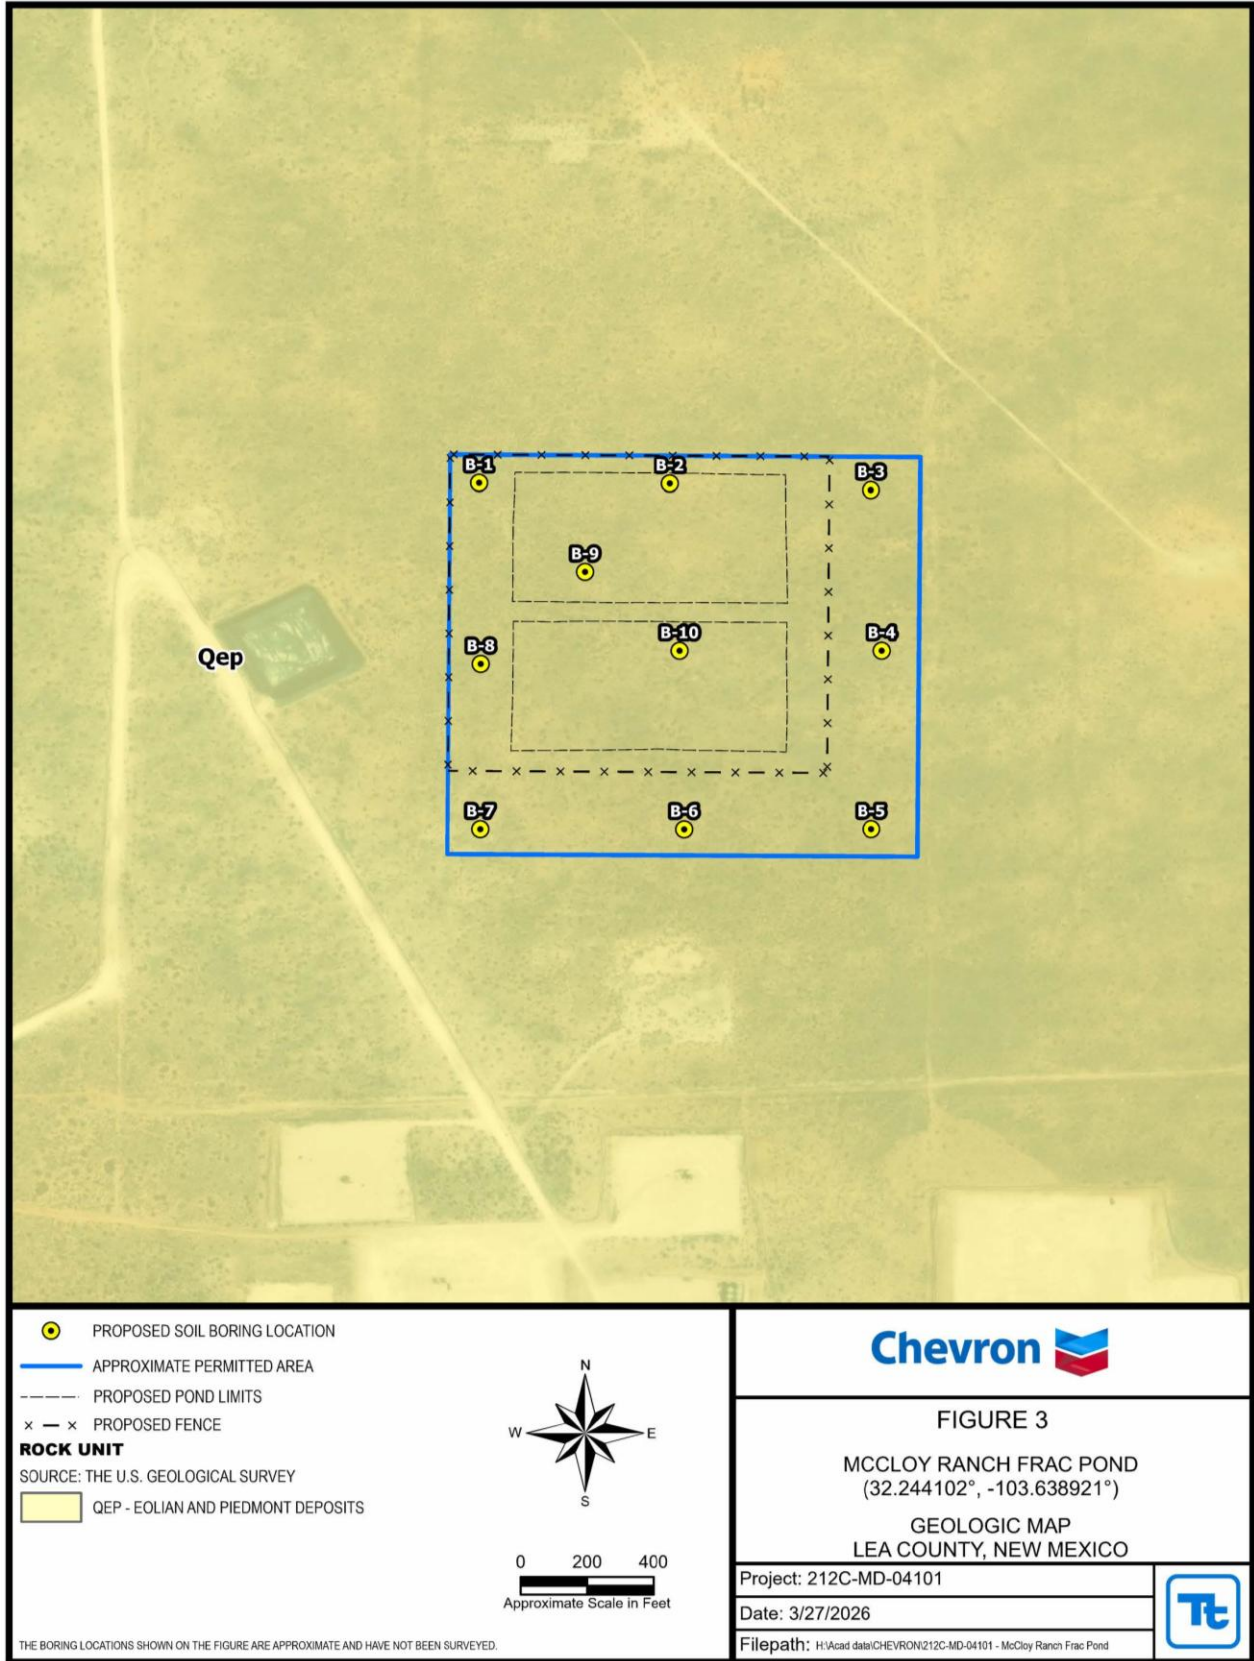 B-1
B-2
B-3
B-9
B-10
B-4
B-8
Qep
B-7
B-6
B-5
PROPOSED SOIL BORING LOCATION
APPROXIMATE PERMITTED AREA
PROPOSED POND LIMITS
× — × PROPOSED FENCE
ROCK UNIT
SOURCE: THE U.S. GEOLOGICAL SURVEY
QEP - EOLIAN AND PIEDMONT DEPOSITS
N
W E
S
0 200 400
Approximate Scale in Feet
THE BORING LOCATIONS SHOWN ON THE FIGURE ARE APPROXIMATE AND HAVE NOT BEEN SURVEYED.
Chevron
FIGURE 3
MCCLOY RANCH FRAC POND
(32.244102°, -103.638921°)
GEOLOGIC MAP
LEA COUNTY, NEW MEXICO
Project: 212C-MD-04101
Date: 3/27/2026
Filepath: H:\Acad data\CHEVRON\212C-MD-04101 - McCloy Ranch Frac Pond
Tt